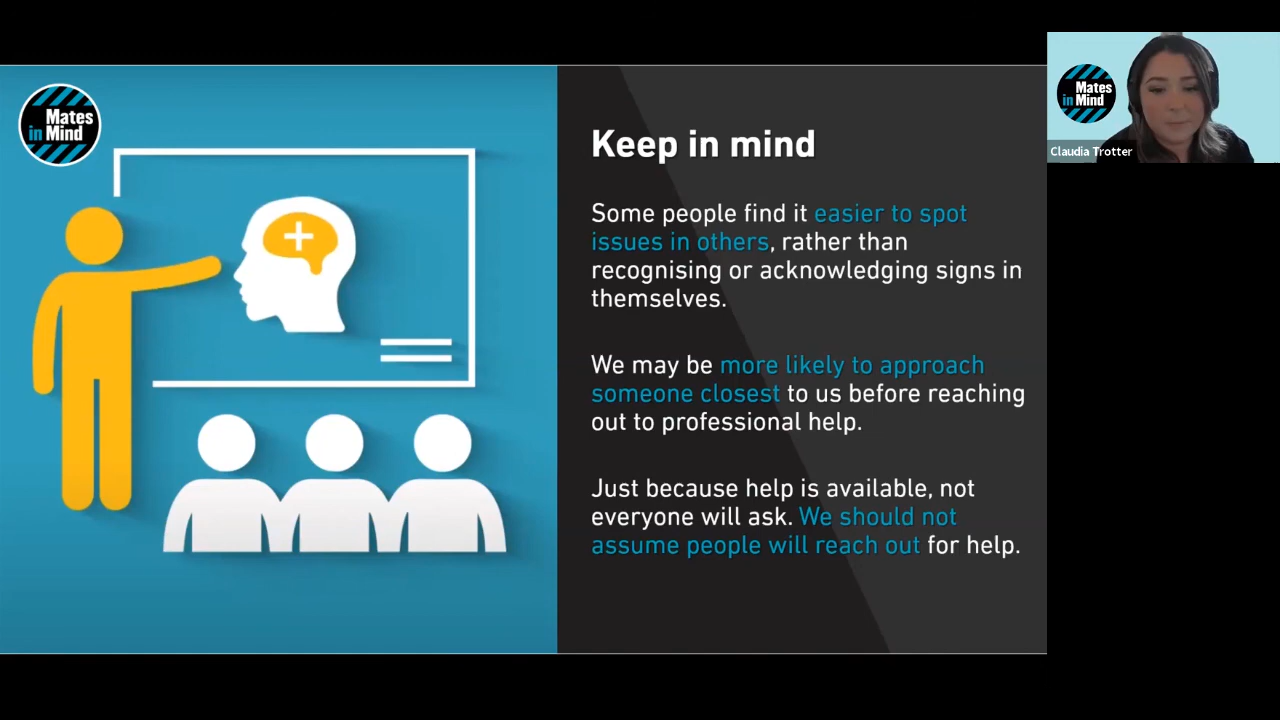 Mates
in Mind
Keep in mind
Some people find it easier to spot
issues in others, rather than
recognising or acknowledging signs in
themselves.
We may be more likely to approach
someone closest to us before reaching
out to professional help.
Just because help is available, not
everyone will ask. We should not
assume people will reach out for help.
Mates
in Mind
Claudia Trotter